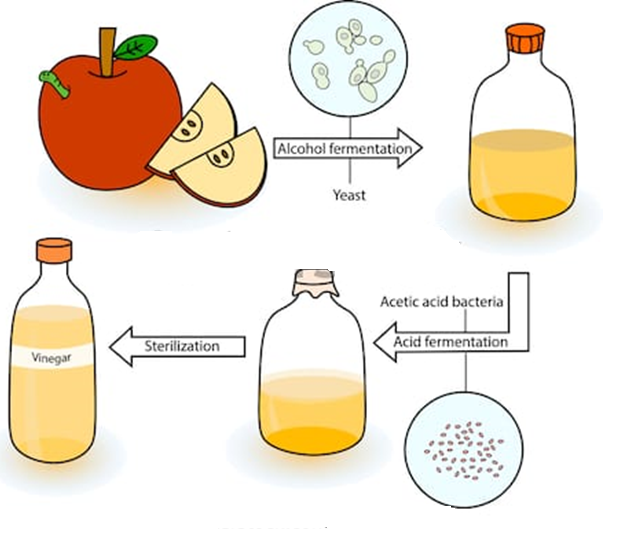 Alcohol fermentation
Yeast
Acetic acid bacteria
Acid fermentation
Sterilization
Vinegar